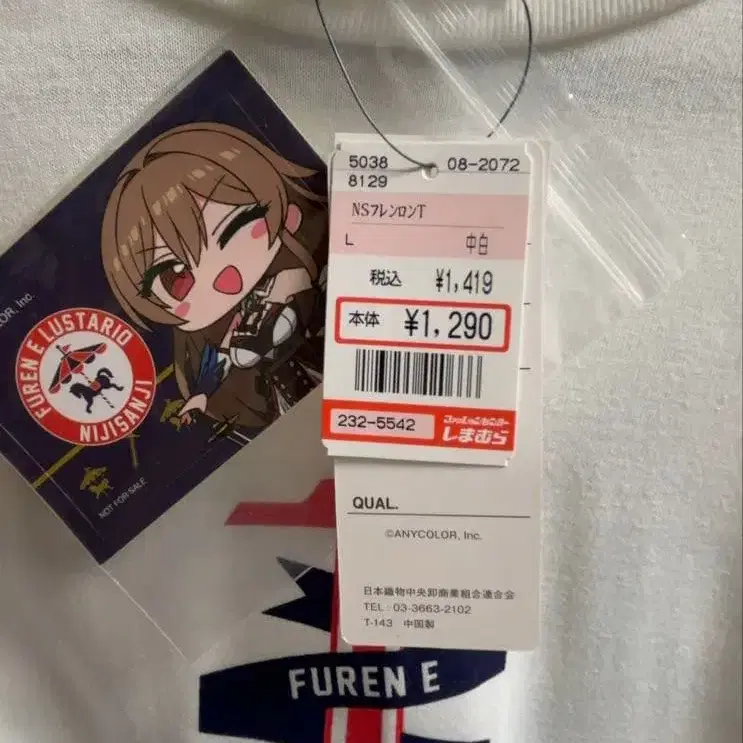 5038 08-2072
8129
NSフレンロンT
L 中白
税込 ¥1,419
本体 ¥1,290
232-5542
ファッションセンター
しまむら
QUAL.
©ANYCOLOR, Inc.
日本織物中央卸商業組合連合会
TEL : 03-3663-2102
T-143 中国製
COLOR, Inc.
FUREN E LUSTARIO
NIJISANJI
NOT FOR SALE
FUREN E